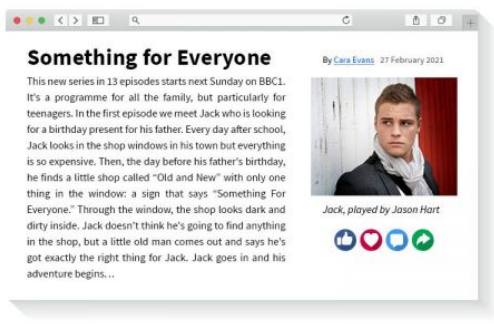 Something for Everyone
This new series in 13 episodes starts next Sunday on BBC1.
It's a programme for all the family, but particularly for
teenagers. In the first episode we meet Jack who is looking
for a birthday present for his father. Every day after school,
Jack looks in the shop windows in his town but everything
is so expensive. Then, the day before his father's birthday,
he finds a little shop called "Old and New" with only one
thing in the window: a sign that says "Something For
Everyone." Through the window, the shop looks dark and
dirty inside. Jack doesn't think he's going to find anything
in the shop, but a little old man comes out and says he's
got exactly the right thing for Jack. Jack goes in and his
adventure begins...
By Cara Evans 27 February 2021
Jack, played by Jason Hart